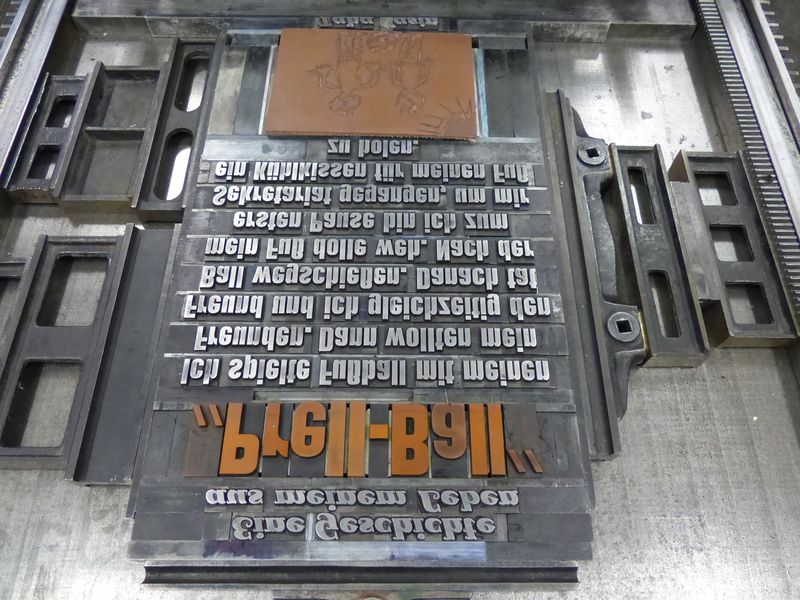 Eine Geschichte
aus meinem Leben
„Prell-Ball“
Ich spielte Fußball mit meinen
Freunden. Dann wollten mein
Freund und ich gleichzeitig den
Ball wegschießen. Danach tat
mein Fuß dolle weh. Nach der
ersten Pause bin ich zum
Sekretariat gegangen, um mir
ein Kühlkissen für meinen Fuß
zu holen.